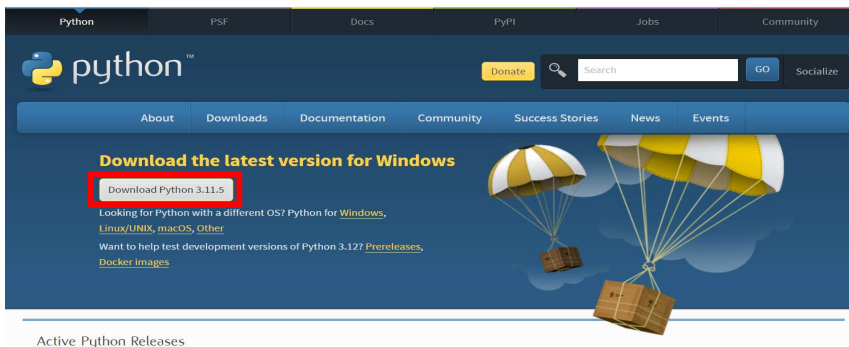 Python PSF Docs PyPI Jobs Community
python™
Donate Search GO Socialize
About Downloads Documentation Community Success Stories News Events
Download the latest version for Windows
Download Python 3.11.5
Looking for Python with a different OS? Python for Windows,
Linux/UNIX, macOS, Other
Want to help test development versions of Python 3.12? Prereleases,
Docker images
Active Python Releases